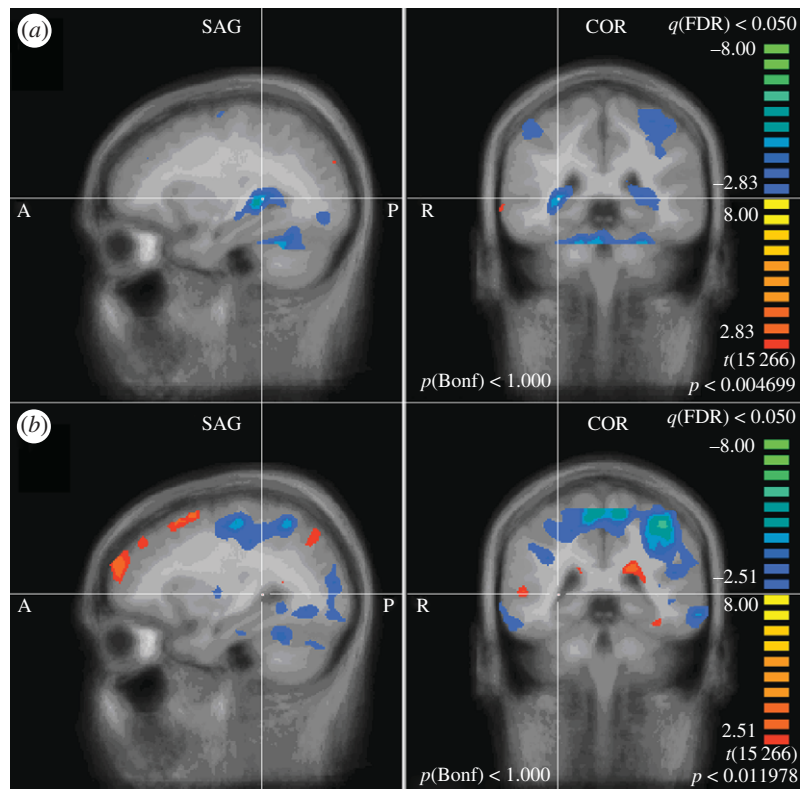 (a)
SAG
COR
q(FDR) < 0.050
–8.00
–2.83
8.00
A
P
R
2.83
t(15 266)
p(Bonf) < 1.000
p < 0.004699
(b)
SAG
COR
q(FDR) < 0.050
–8.00
–2.51
8.00
A
P
R
2.51
t(15 266)
p(Bonf) < 1.000
p < 0.011978